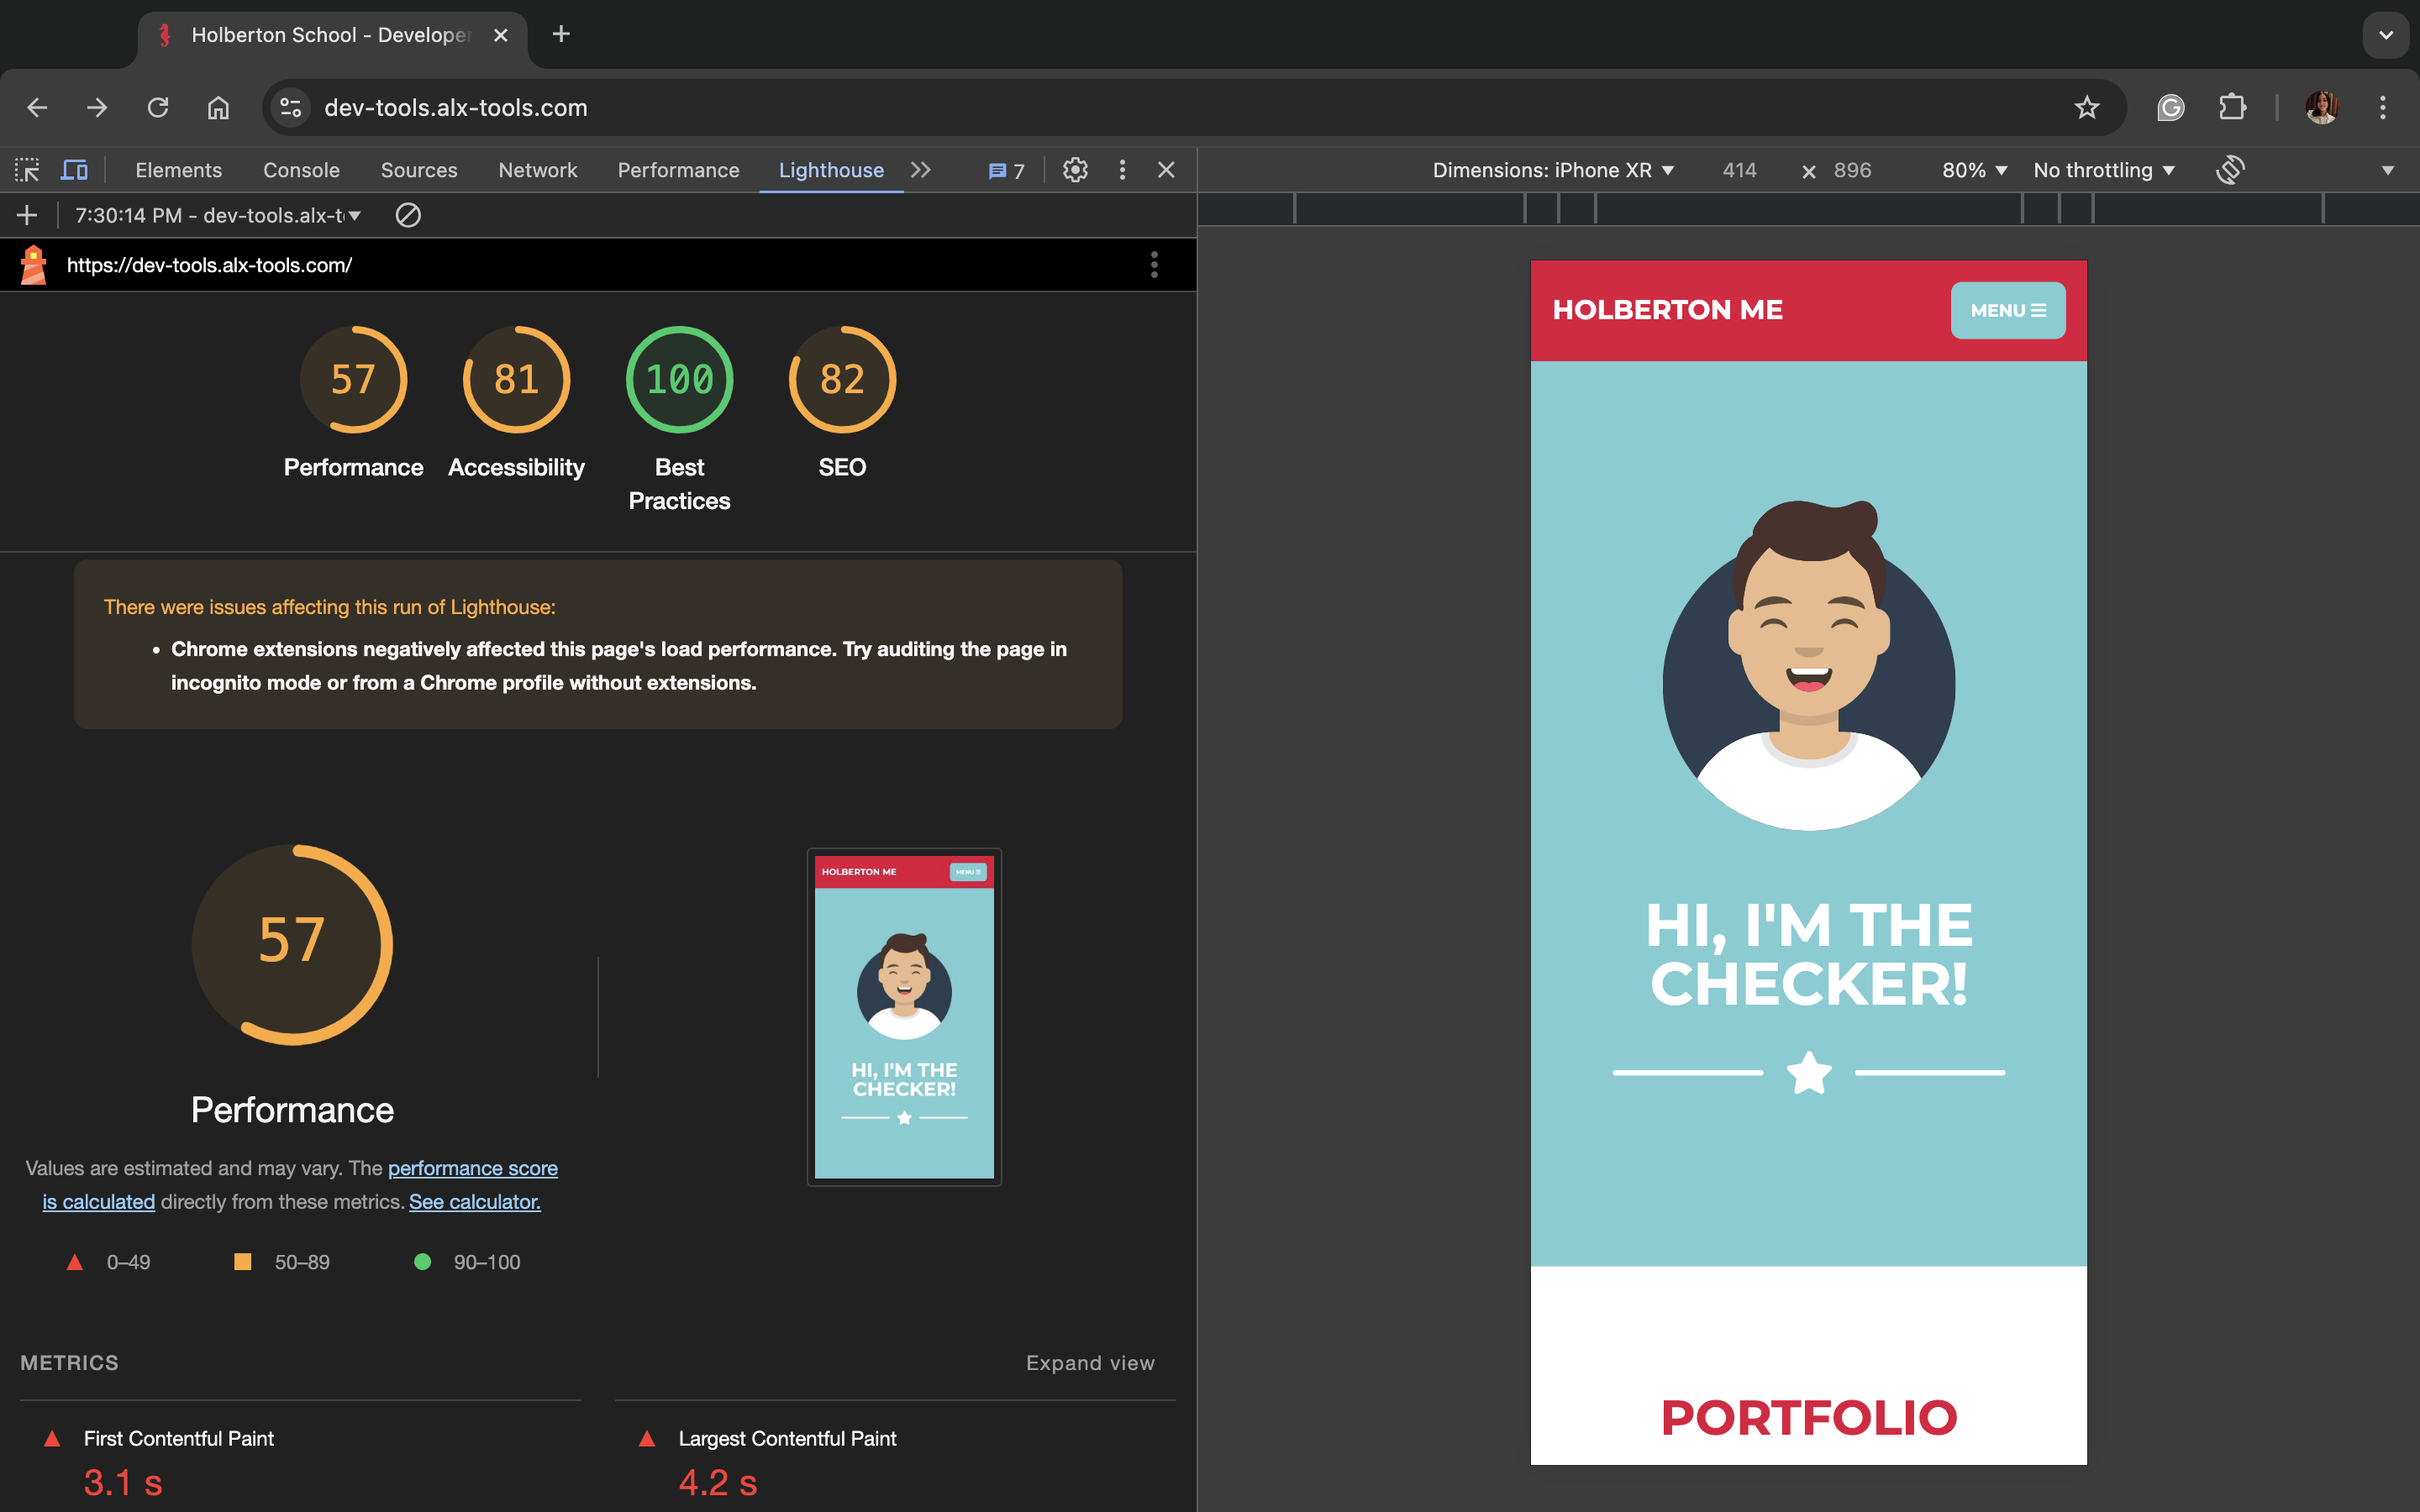 Holberton School - Developer
dev-tools.alx-tools.com
Elements Console Sources Network Performance Lighthouse 7
Dimensions: iPhone XR 414 × 896 80% No throttling
7:30:14 PM - dev-tools.alx-t
https://dev-tools.alx-tools.com/
57 81 100 82
Performance Accessibility Best SEO
Practices
There were issues affecting this run of Lighthouse:
• Chrome extensions negatively affected this page's load performance. Try auditing the page in
incognito mode or from a Chrome profile without extensions.
57
Performance
Values are estimated and may vary. The performance score
is calculated directly from these metrics. See calculator.
0–49 50–89 90–100
HOLBERTON ME MENU
HI, I'M THE
CHECKER!
METRICS Expand view
First Contentful Paint
3.1 s
Largest Contentful Paint
4.2 s
HOLBERTON ME MENU
HI, I'M THE
CHECKER!
PORTFOLIO